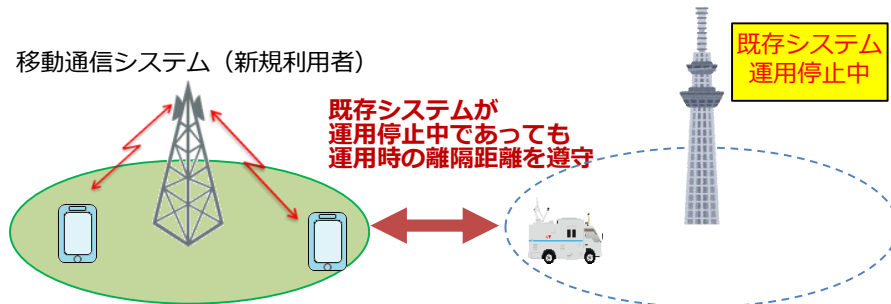 移動通信システム（新規利用者）
既存システム
運用停止中
既存システムが
運用停止中であっても
運用時の離隔距離を遵守